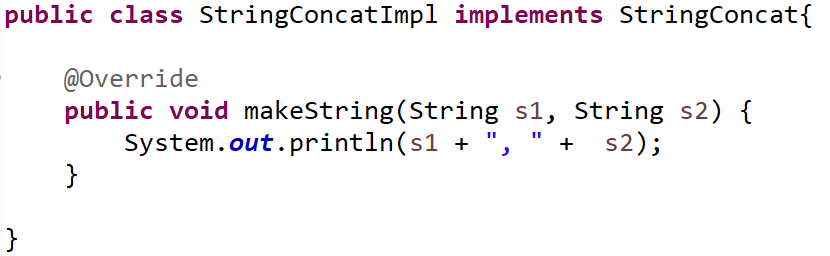 public class StringConcatImpl implements StringConcat{
@Override
public void makeString(String s1, String s2) {
System.out.println(s1 + ", " +  s2);
}
}